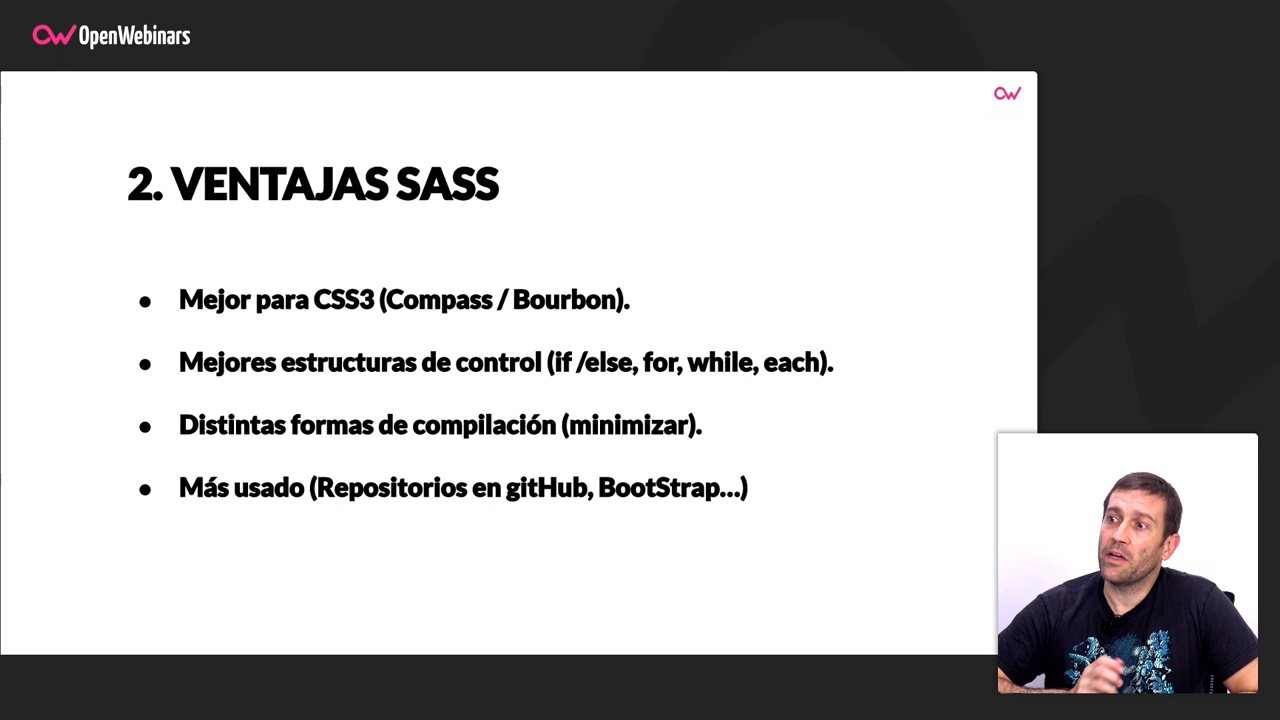 OpenWebinars
2. VENTAJAS SASS
● Mejor para CSS3 (Compass / Bourbon).
● Mejores estructuras de control (if /else, for, while, each).
● Distintas formas de compilación (minimizar).
● Más usado (Repositorios en gitHub, BootStrap...)